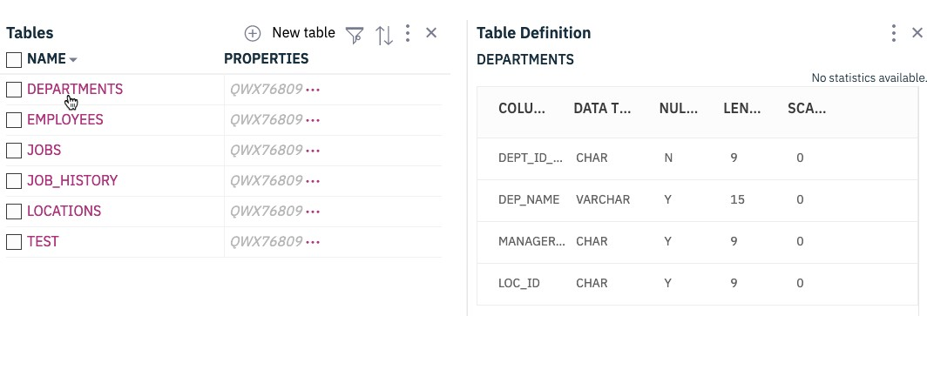 Tables
New table
NAME
PROPERTIES
DEPARTMENTS
QWX76809 •••
EMPLOYEES
QWX76809 •••
JOBS
QWX76809 •••
JOB_HISTORY
QWX76809 •••
LOCATIONS
QWX76809 •••
TEST
QWX76809 •••
Table Definition
DEPARTMENTS
No statistics available.
COLU... DATA T... NUL... LEN... SCA...
DEPT_ID_... CHAR N 9 0
DEP_NAME VARCHAR Y 15 0
MANAGER... CHAR Y 9 0
LOC_ID CHAR Y 9 0